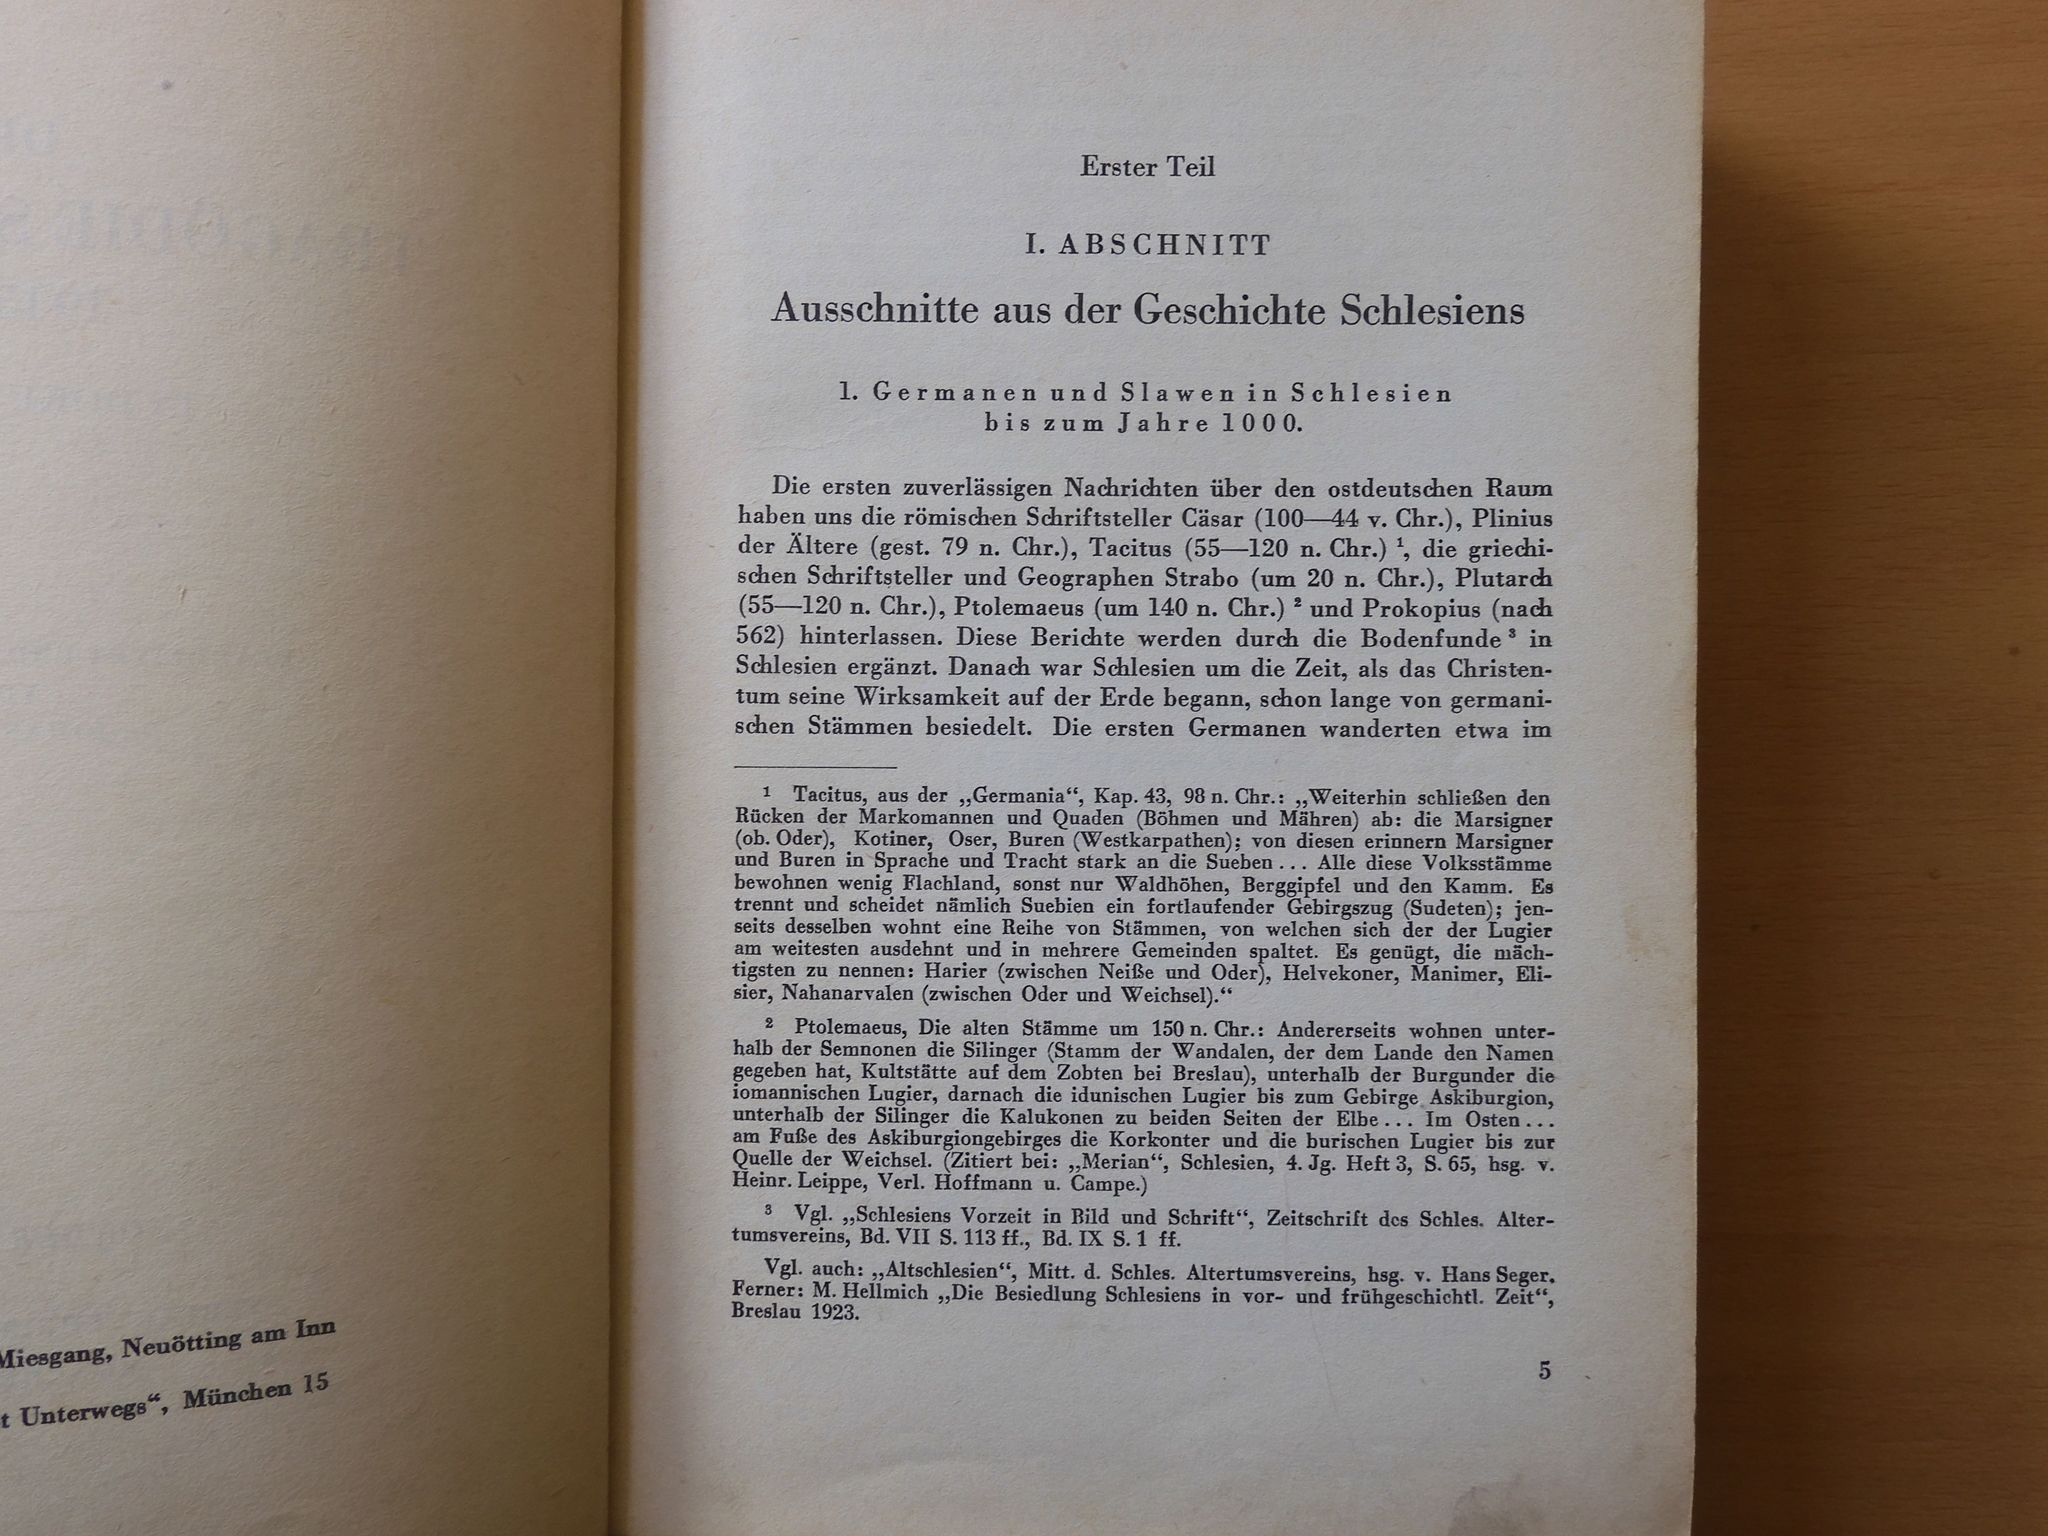 Miesgang, Neuötting am Inn
t Unterwegs“, München 15
Erster Teil
I. ABSCHNITT
Ausschnitte aus der Geschichte Schlesiens
1. Germanen und Slawen in Schlesien
bis zum Jahre 1000.
Die ersten zuverlässigen Nachrichten über den ostdeutschen Raum
haben uns die römischen Schriftsteller Cäsar (100—44 v. Chr.), Plinius
der Ältere (gest. 79 n. Chr.), Tacitus (55—120 n. Chr.) ¹, die griechi-
schen Schriftsteller und Geographen Strabo (um 20 n. Chr.), Plutarch
(55—120 n. Chr.), Ptolemaeus (um 140 n. Chr.) ² und Prokopius (nach
562) hinterlassen. Diese Berichte werden durch die Bodenfunde ³ in
Schlesien ergänzt. Danach war Schlesien um die Zeit, als das Christen-
tum seine Wirksamkeit auf der Erde begann, schon lange von germani-
schen Stämmen besiedelt. Die ersten Germanen wanderten etwa im
¹ Tacitus, aus der „Germania“, Kap. 43, 98 n. Chr.: „Weiterhin schließen den
Rücken der Markomannen und Quaden (Böhmen und Mähren) ab: die Marsigner
(ob. Oder), Kotiner, Oser, Buren (Westkarpathen); von diesen erinnern Marsigner
und Buren in Sprache und Tracht stark an die Sueben... Alle diese Volksstämme
bewohnen wenig Flachland, sonst nur Waldhöhen, Berggipfel und den Kamm. Es
trennt und scheidet nämlich Suebien ein fortlaufender Gebirgszug (Sudeten); jen-
seits desselben wohnt eine Reihe von Stämmen, von welchen sich der der Lugier
am weitesten ausdehnt und in mehrere Gemeinden spaltet. Es genügt, die mäch-
tigsten zu nennen: Harier (zwischen Neiße und Oder), Helvekoner, Manimer, Eli-
sier, Nahanarvalen (zwischen Oder und Weichsel).“
² Ptolemaeus, Die alten Stämme um 150 n. Chr.: Andererseits wohnen unter-
halb der Semnonen die Silinger (Stamm der Wandalen, der dem Lande den Namen
gegeben hat, Kultstätte auf dem Zobten bei Breslau), unterhalb der Burgunder die
iomannischen Lugier, darnach die idunischen Lugier bis zum Gebirge Askiburgion,
unterhalb der Silinger die Kalukonen zu beiden Seiten der Elbe... Im Osten...
am Fuße des Askiburgiongebirges die Korkonter und die burischen Lugier bis zur
Quelle der Weichsel. (Zitiert bei: „Merian“, Schlesien, 4. Jg. Heft 3, S. 65, hsg. v.
Heinr. Leippe, Verl. Hoffmann u. Campe.)
³ Vgl. „Schlesiens Vorzeit in Bild und Schrift“, Zeitschrift des Schles. Alter-
tumsvereins, Bd. VII S. 113 ff., Bd. IX S. 1 ff.
Vgl. auch: „Altschlesien“, Mitt. d. Schles. Altertumsvereins, hsg. v. Hans Seger.
Ferner: M. Hellmich „Die Besiedlung Schlesiens in vor- und frühgeschichtl. Zeit“,
Breslau 1923.
5